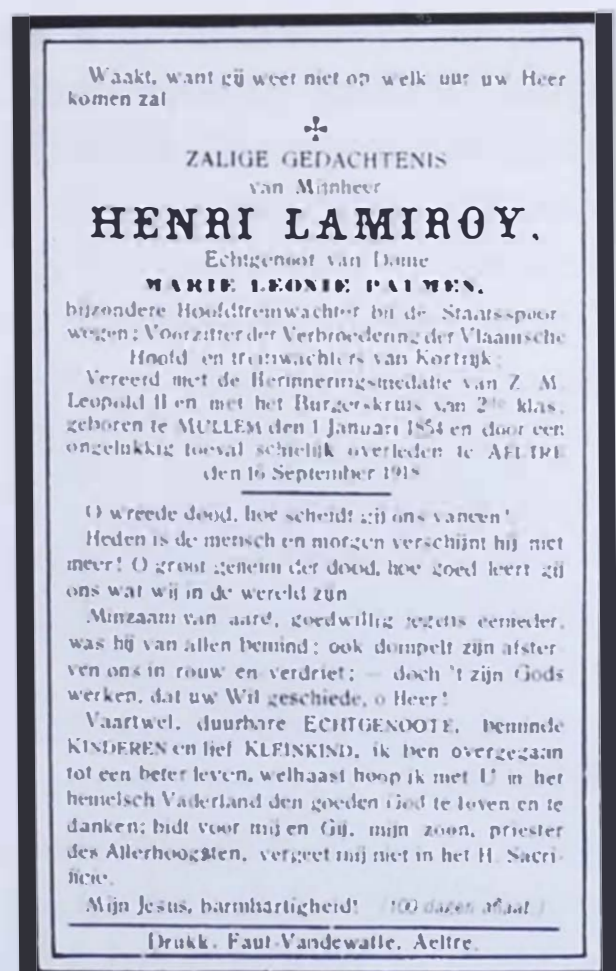 Waakt, want gij weet niet op welk uur uw Heer
komen zal
ZALIGE GEDACHTENIS
van Mijnheer
HENRI LAMIROY,
Echtgenoot van Dame
MARIE LEONIE PALMES,
bijzondere Hoofdtreinwachter bij de Staatsspoor-
wegen; Voorzitter der Verbroedering der Vlaamsche
Hoofd- en treinwachters van Kortrijk;
Vereerd met de Herinneringsmedalie van Z. M.
Leopold II en met het Burgerskruis van 2de klas,
geboren te MULLEM den 1 Januari 1854 en door een
ongelukkig toeval schielijk overleden te AELTRE
den 16 September 1918
O wreede dood, hoe scheidt gij ons vaneen!
Heden is de mensch en morgen verschijnt hij niet
meer! O groot geheim der dood, hoe goed leert gij
ons wat wij in de wereld zijn
Minzaam van aard, goedwillig jegens eenieder,
was hij van allen bemind; ook dompelt zijn afster-
ven ons in rouw en verdriet; — doch 't zijn Gods
werken, dat uw Wil geschiede, o Heer!
Vaartwel, duurbare ECHTGENOOTE, beminde
KINDEREN en lief KLEINKIND, ik ben overgegaan
tot een beter leven, welhaast hoop ik met U in het
hemelsch Vaderland den goeden God te loven en te
danken; bidt voor mij en Gij, mijn zoon, priester
des Allerhoogsten, vergeet mij niet in het H. Sacri-
ficie.
Mijn Jesus, barmhartigheid! (100 dagen aflaat.)
Drukk. Faut-Vandewalle, Aeltre.